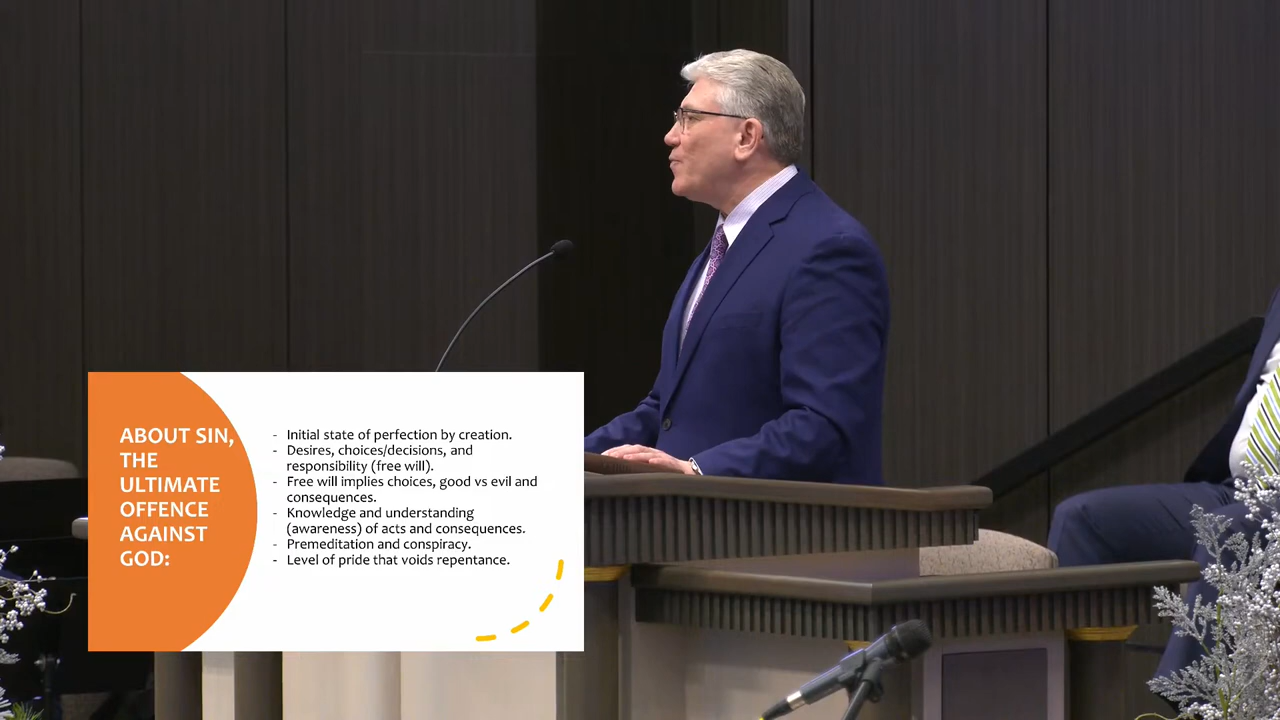 ABOUT SIN,
THE
ULTIMATE
OFFENCE
AGAINST
GOD:
- Initial state of perfection by creation.
- Desires, choices/decisions, and
responsibility (free will).
- Free will implies choices, good vs evil and
consequences.
- Knowledge and understanding
(awareness) of acts and consequences.
- Premeditation and conspiracy.
- Level of pride that voids repentance.